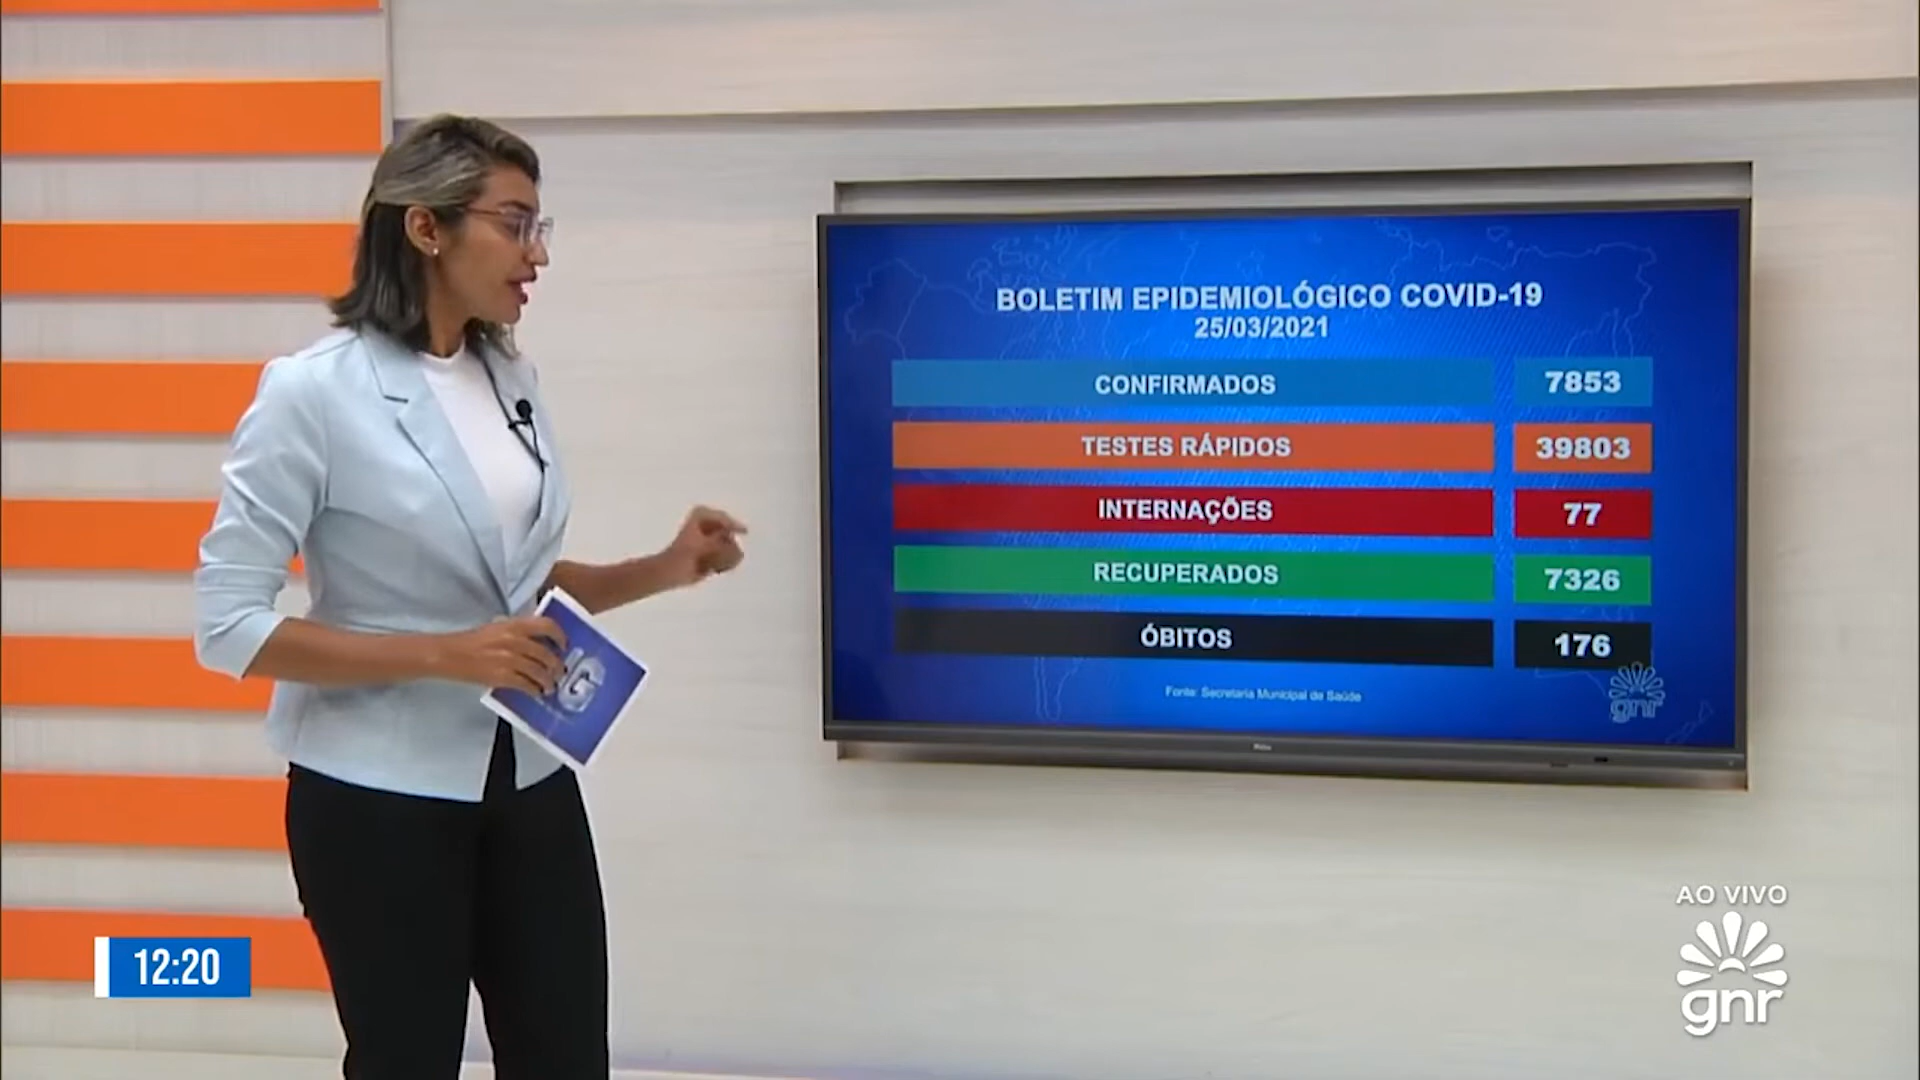 BOLETIM EPIDEMIOLÓGICO COVID-19
25/03/2021
CONFIRMADOS 7853
TESTES RÁPIDOS 39803
INTERNAÇÕES 77
RECUPERADOS 7326
ÓBITOS 176
Fonte: Secretaria Municipal de Saúde
gnr
AO VIVO
gnr
12:20